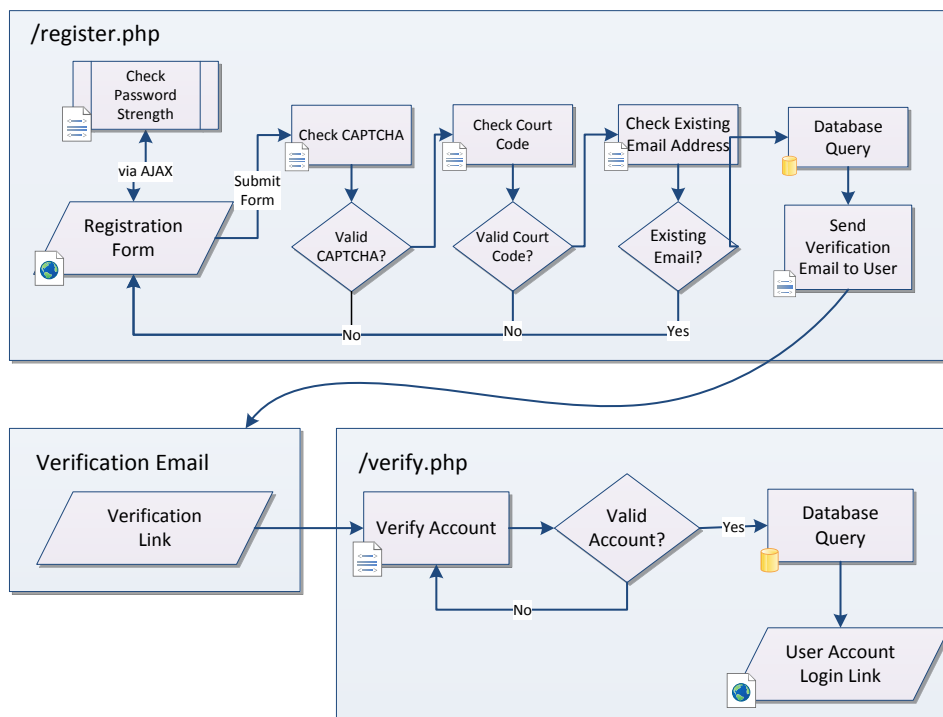 /register.php
Check
Password
Strength
via AJAX
Registration
Form
Submit
Form
Check CAPTCHA
Valid
CAPTCHA?
No
Check Court
Code
Valid Court
Code?
No
Check Existing
Email Address
Existing
Email?
Yes
Database
Query
Send
Verification
Email to User
Verification Email
Verification
Link
/verify.php
Verify Account
Valid
Account?
No
Yes
Database
Query
User Account
Login Link